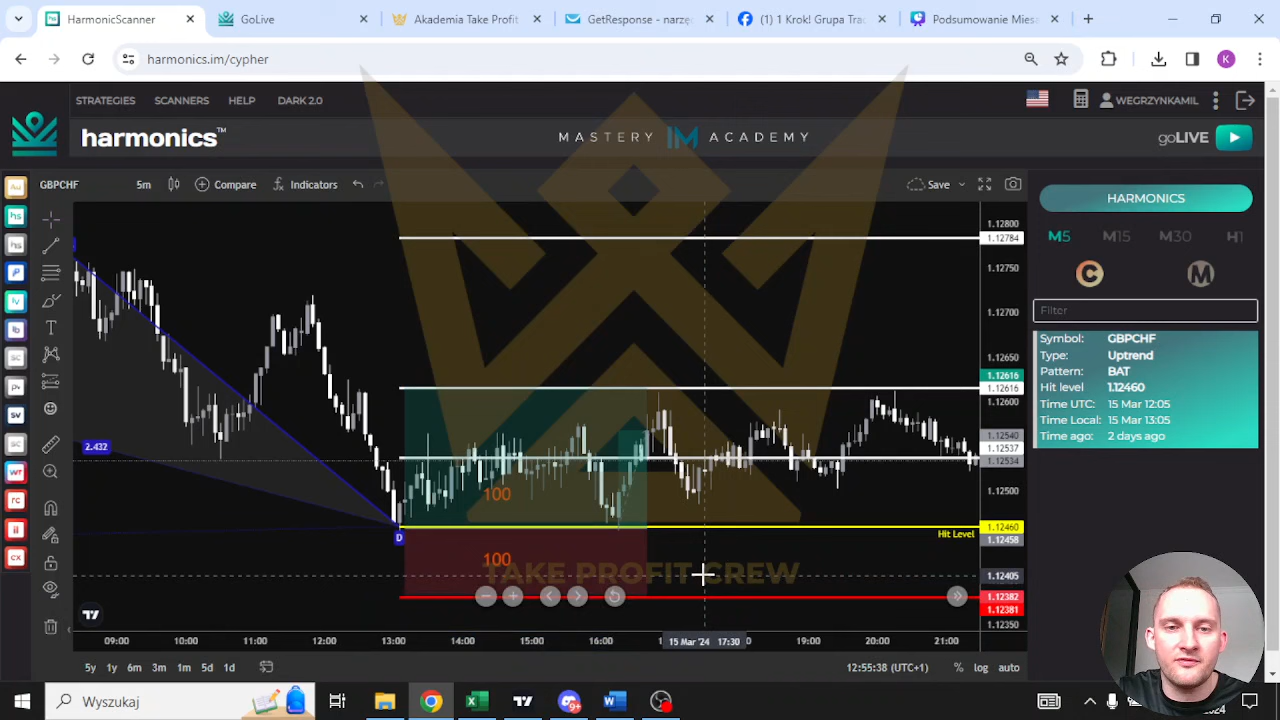 HarmonicScanner
GoLive
Akademia Take Profit
GetResponse - narzę
(1) 1 Krok! Grupa Trac
Podsumowanie Miesi
harmonics.im/cypher
K
STRATEGIES
SCANNERS
HELP
DARK 2.0
WEGRZYNKAMIL
harmonics™
MASTERY IM ACADEMY
goLIVE
GBPCHF
5m
Compare
Indicators
Save
HARMONICS
M5
M15
M30
H1
C
M
Filter
Symbol: GBPCHF
Type: Uptrend
Pattern: BAT
Hit level 1.12460
Time UTC: 15 Mar 12:05
Time Local: 15 Mar 13:05
Time ago: 2 days ago
1.12800
1.12784
1.12750
1.12700
1.12650
1.12616
1.12616
1.12600
1.12540
1.12537
1.12534
1.12500
1.12460
1.12458
1.12405
1.12382
1.12381
1.12350
2.432
100
100
D
Hit Level
TAKE PROFIT CREW
09:00
10:00
11:00
12:00
13:00
14:00
15:00
16:00
15 Mar '24 17:30
19:00
20:00
21:00
5y
1y
6m
3m
1m
5d
1d
12:55:38 (UTC+1)
%
log
auto
Wyszukaj